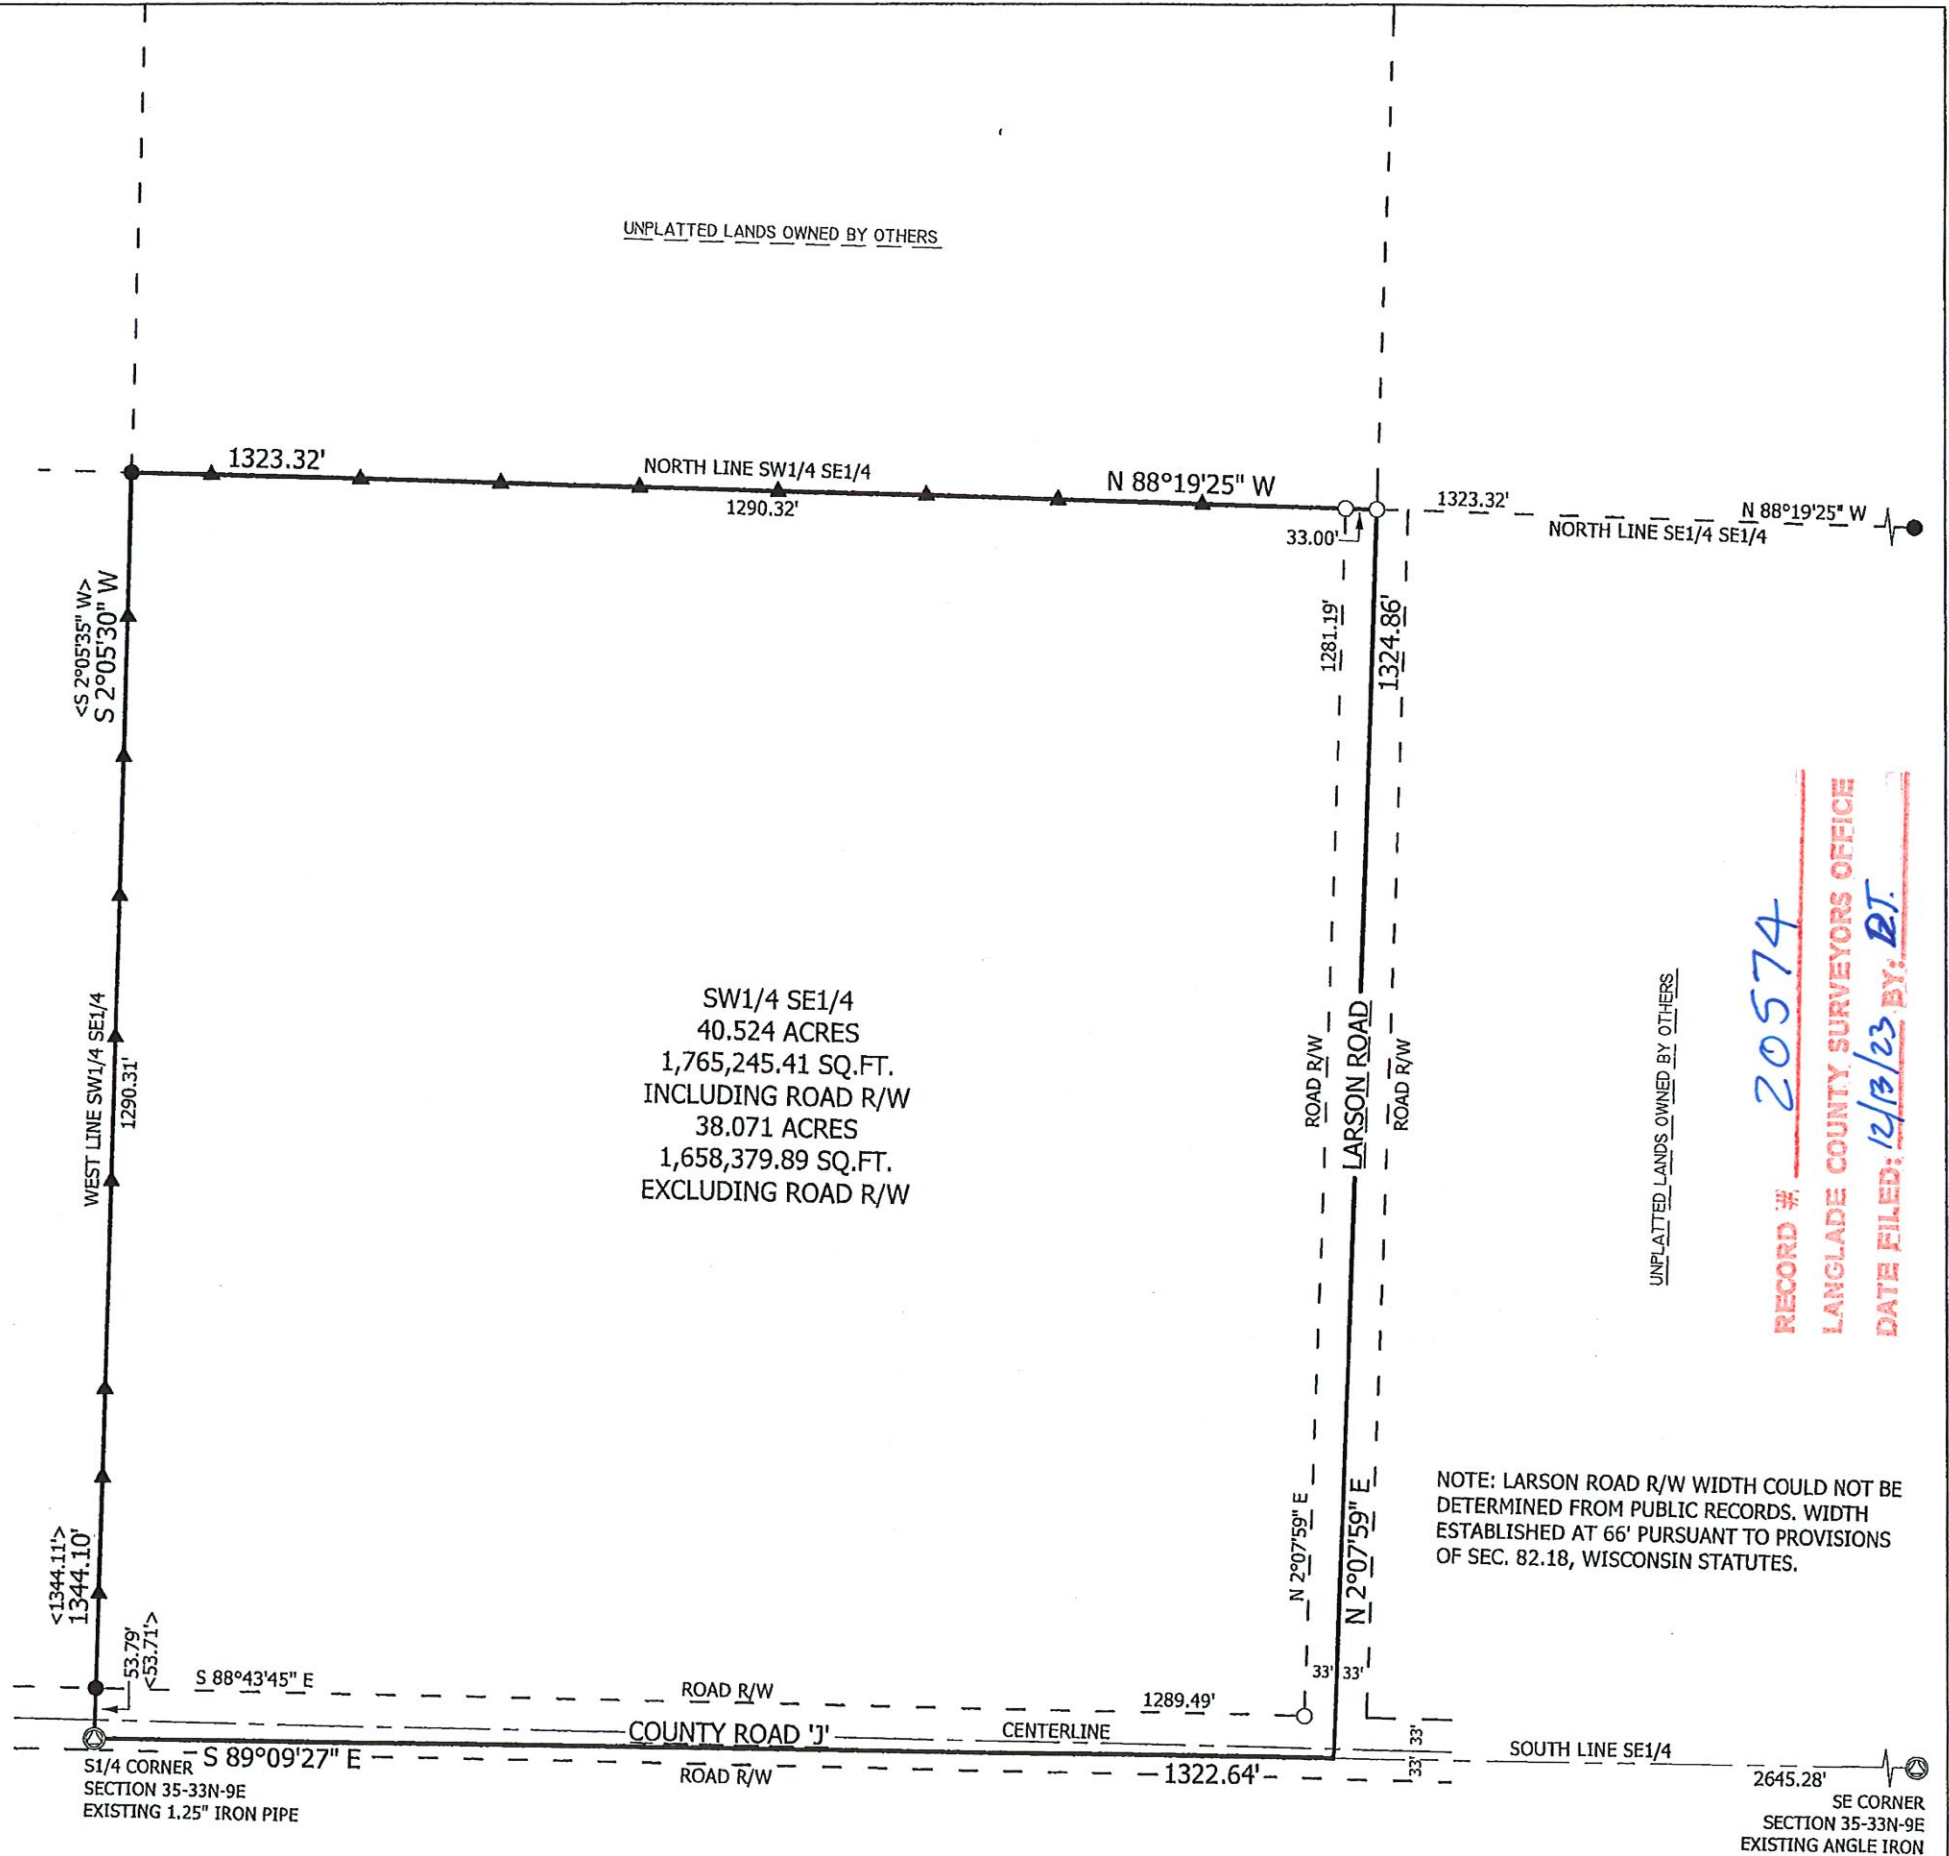 UNPLATTED LANDS OWNED BY OTHERS
1323.32'
NORTH LINE SW1/4 SE1/4
N 88°19'25" W
1290.32'
33.00'
1323.32'
N 88°19'25" W
NORTH LINE SE1/4 SE1/4
<S 2°05'35" W>
S 2°05'30" W
1281.19'
1324.86'
WEST LINE SW1/4 SE1/4
1290.31'
SW1/4 SE1/4
40.524 ACRES
1,765,245.41 SQ.FT.
INCLUDING ROAD R/W
38.071 ACRES
1,658,379.89 SQ.FT.
EXCLUDING ROAD R/W
ROAD R/W
LARSON ROAD
ROAD R/W
UNPLATTED LANDS OWNED BY OTHERS
RECORD # 20574
LANGLADE COUNTY SURVEYORS OFFICE
DATE FILED: 12/13/23 BY: R.T.
NOTE: LARSON ROAD R/W WIDTH COULD NOT BE
DETERMINED FROM PUBLIC RECORDS. WIDTH
ESTABLISHED AT 66' PURSUANT TO PROVISIONS
OF SEC. 82.18, WISCONSIN STATUTES.
N 2°07'59" E
N 2°07'59" E
<1344.11'>
1344.10'
53.79'
<53.71'>
33'
33'
S 88°43'45" E
ROAD R/W
1289.49'
COUNTY ROAD 'J'
CENTERLINE
33'
33'
S 89°09'27" E
ROAD R/W
1322.64'
SOUTH LINE SE1/4
2645.28'
S1/4 CORNER
SECTION 35-33N-9E
EXISTING 1.25" IRON PIPE
SE CORNER
SECTION 35-33N-9E
EXISTING ANGLE IRON